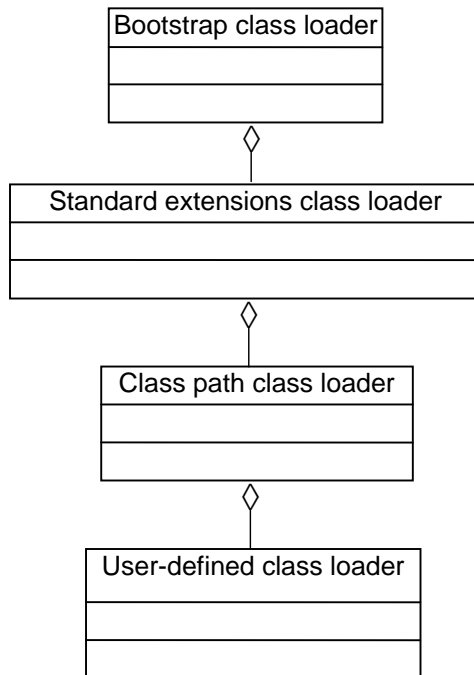 Bootstrap class loader
Standard extensions class loader
Class path class loader
User-defined class loader